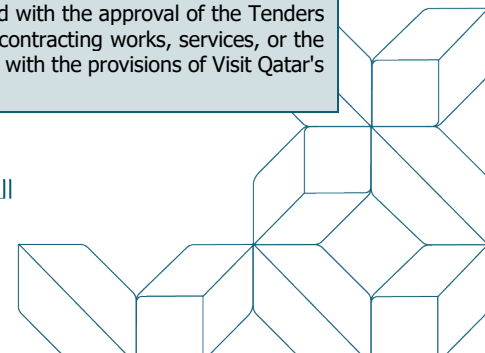 d with the approval of the Tenders
contracting works, services, or the
with the provisions of Visit Qatar's